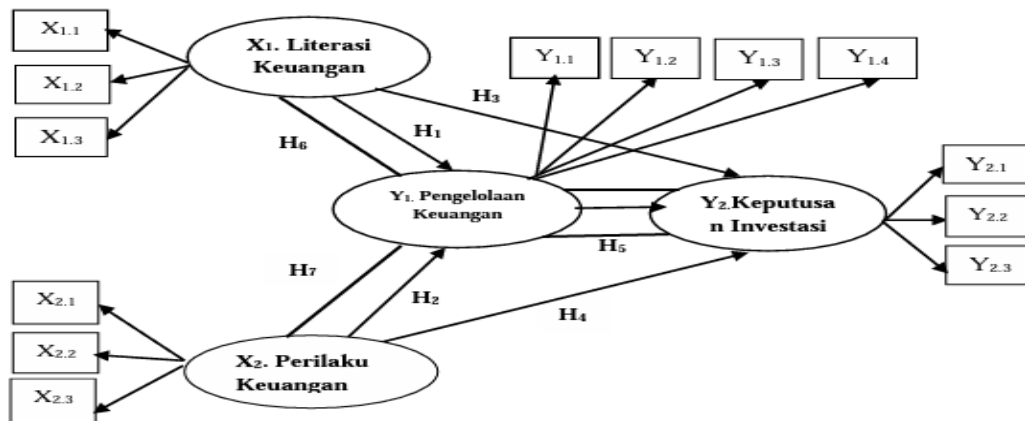 X1.1
X1.2
X1.3
X1. Literasi
Keuangan
Y1.1
Y1.2
Y1.3
Y1.4
H3
H1
H6
Y1. Pengelolaan
Keuangan
Y2.Keputusa
n Investasi
Y2.1
Y2.2
Y2.3
H5
H7
H2
H4
X2.1
X2.2
X2.3
X2. Perilaku
Keuangan